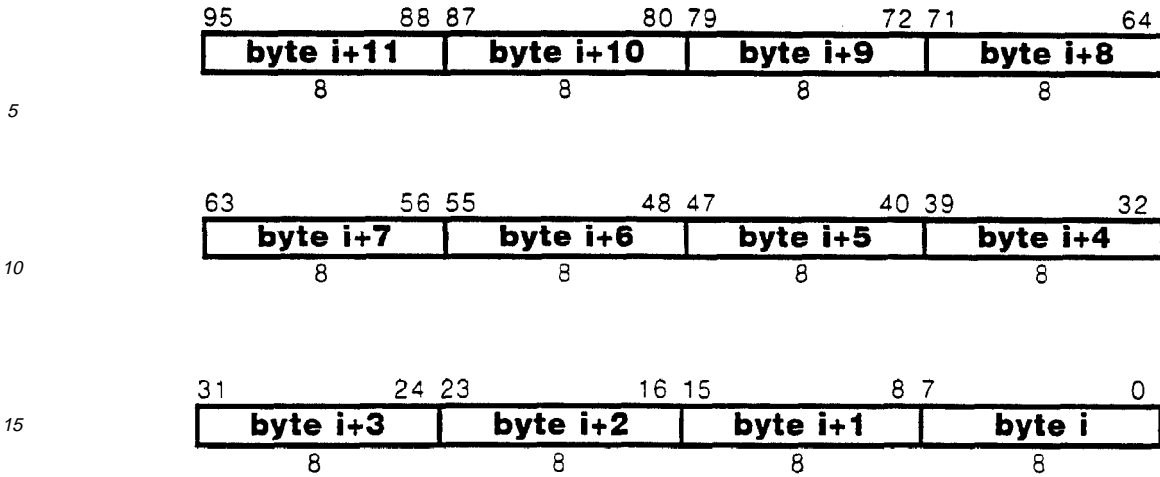 95 88 87 80 79 72 71 64
byte i+11 byte i+10 byte i+9 byte i+8
8 8 8 8
5
63 56 55 48 47 40 39 32
byte i+7 byte i+6 byte i+5 byte i+4
10
8 8 8 8
31 24 23 16 15 8 7 0
15
byte i+3 byte i+2 byte i+1 byte i
8 8 8 8